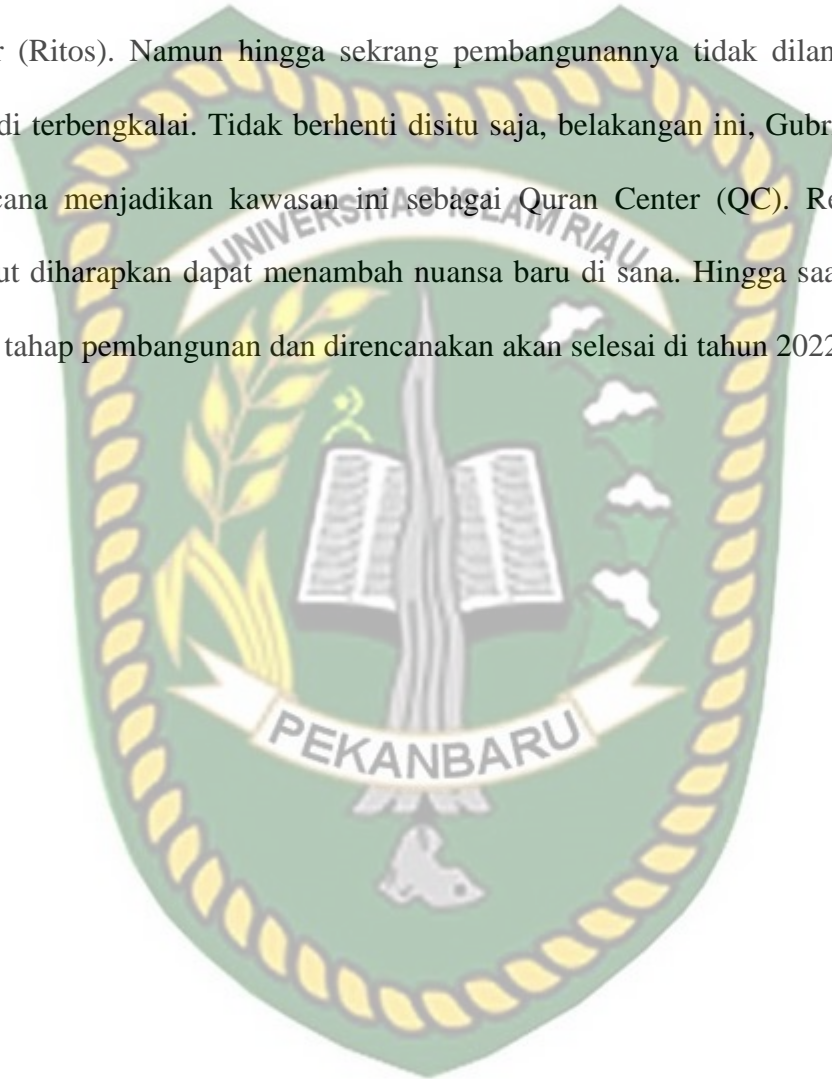 r (Ritos). Namun hingga sekrang pembangunannya tidak dilan
di terbengkalai. Tidak berhenti disitu saja, belakangan ini, Gubr
cana menjadikan kawasan ini sebagai Quran Center (QC). Re
ut diharapkan dapat menambah nuansa baru di sana. Hingga saa
tahap pembangunan dan direncanakan akan selesai di tahun 2022
UNIVERSITAS ISLAM RIAU
PEKANBARU